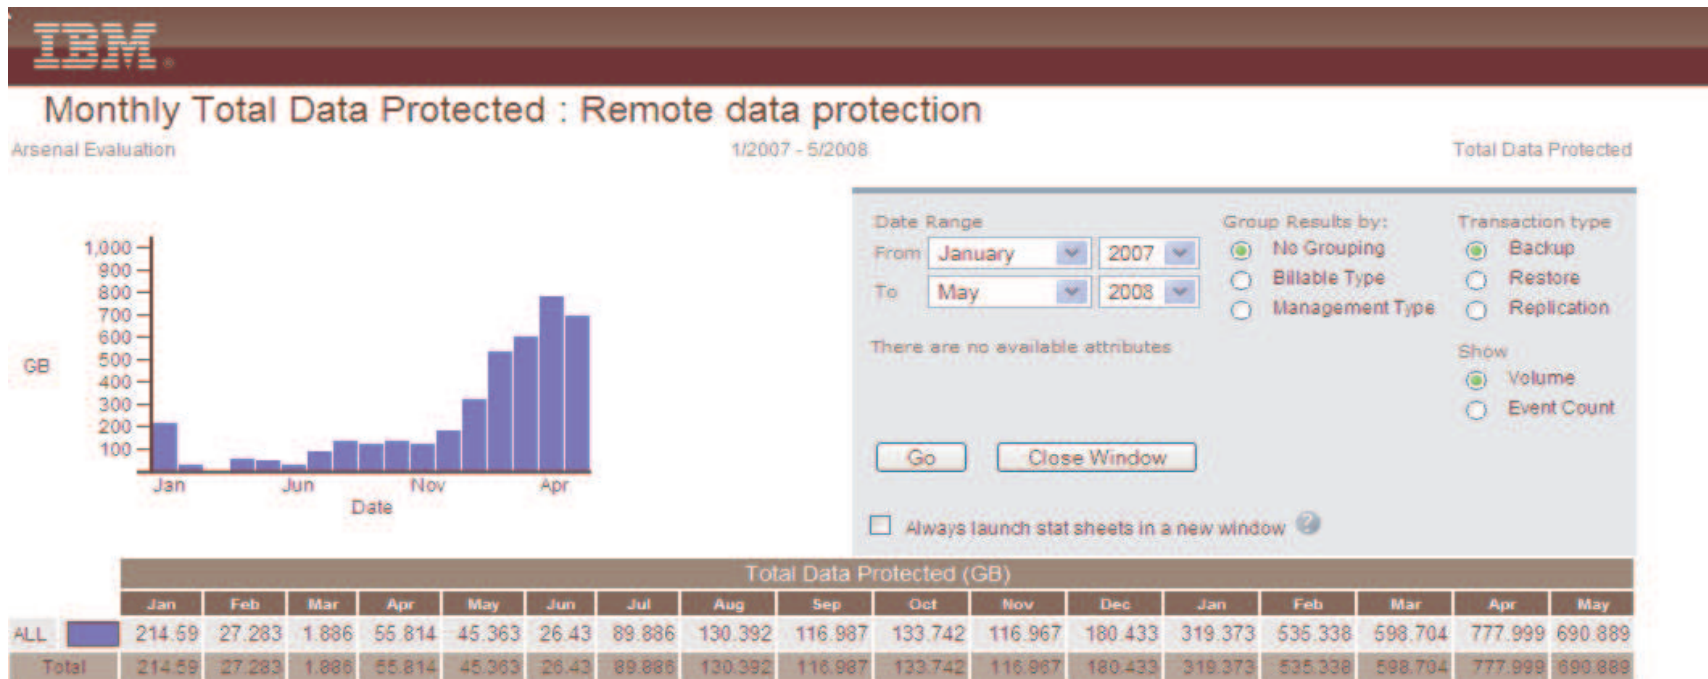 IBM®
Monthly Total Data Protected : Remote data protection
Arsenal Evaluation 1/2007 - 5/2008 Total Data Protected
GB
1,000
900
800
700
600
500
400
300
200
100
Jan Jun Nov Apr
Date
Date Range
From January 2007
To May 2008
There are no available attributes
Group Results by:
No Grouping
Billable Type
Management Type
Transaction type
Backup
Restore
Replication
Show
Volume
Event Count
Go Close Window
Always launch stat sheets in a new window ?
Total Data Protected (GB)
Jan Feb Mar Apr May Jun Jul Aug Sep Oct Nov Dec Jan Feb Mar Apr May
ALL 214.59 27.283 1.886 55.814 45.363 26.43 89.886 130.392 116.987 133.742 116.967 180.433 319.373 535.338 598.704 777.999 690.889
Total 214.59 27.283 1.886 55.814 45.363 26.43 89.886 130.392 116.987 133.742 116.967 180.433 319.373 535.338 598.704 777.999 690.889